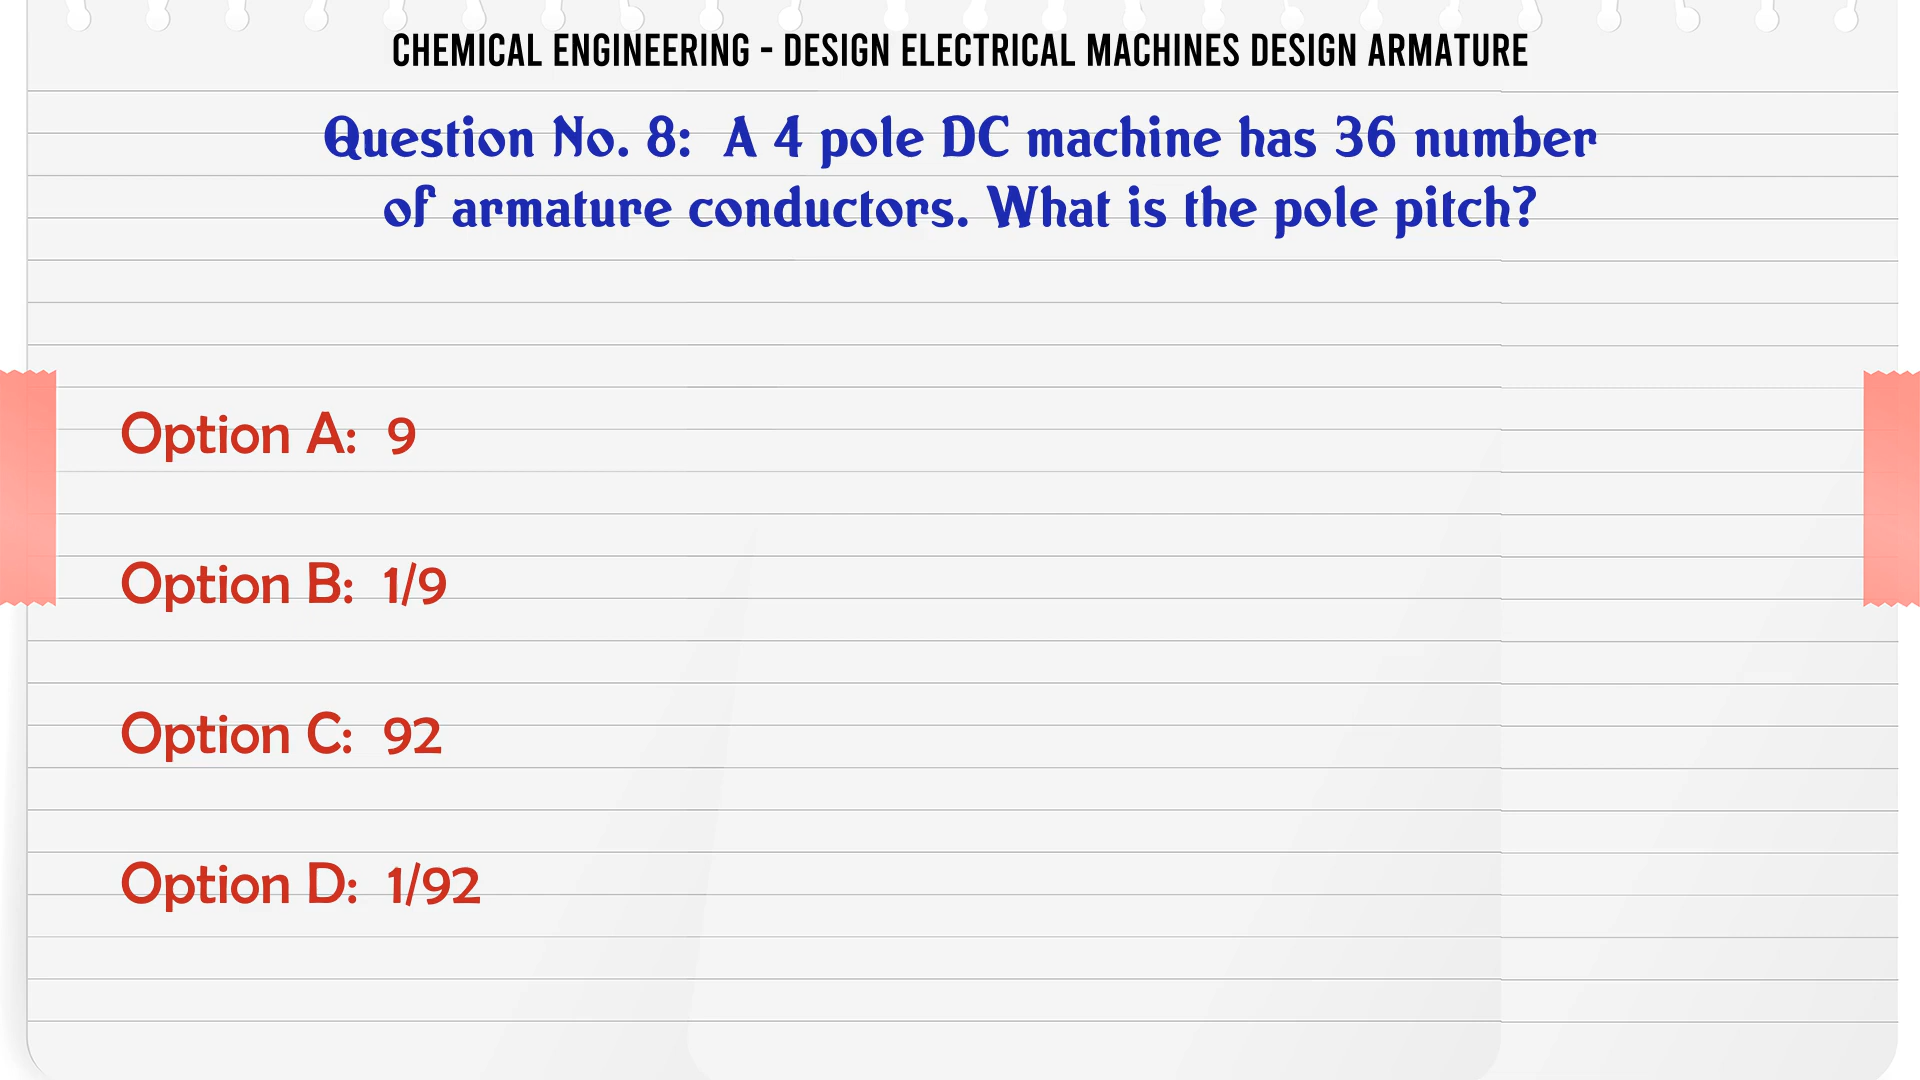 CHEMICAL ENGINEERING - DESIGN ELECTRICAL MACHINES DESIGN ARMATURE
Question No. 8: A 4 pole DC machine has 36 number
of armature conductors. What is the pole pitch?
Option A: 9
Option B: 1/9
Option C: 92
Option D: 1/92